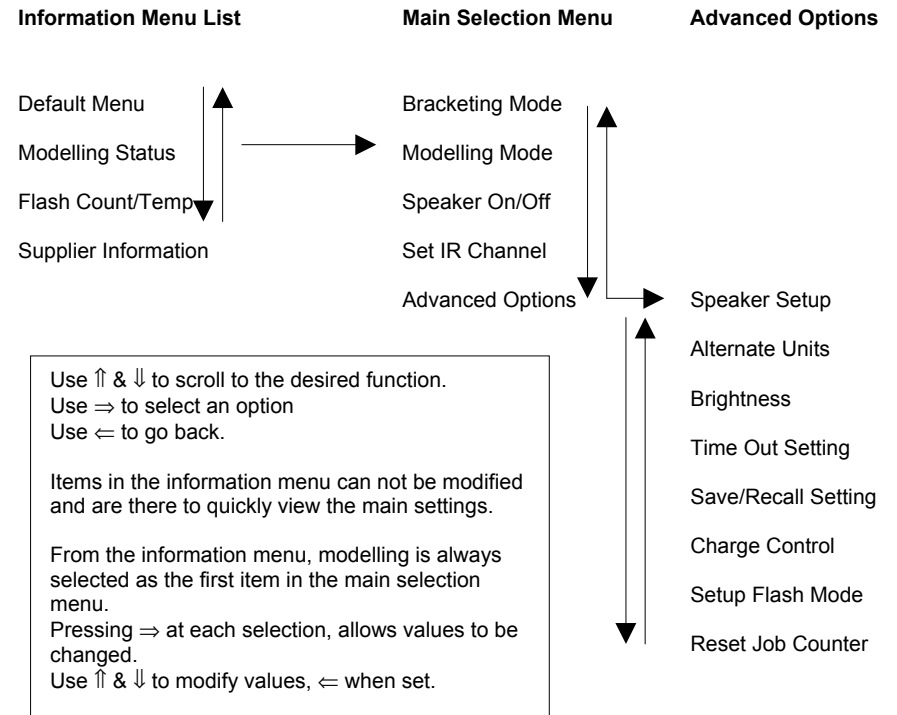 Information Menu List
Main Selection Menu
Advanced Options
Default Menu
Modelling Status
Flash Count/Temp
Supplier Information
Bracketing Mode
Modelling Mode
Speaker On/Off
Set IR Channel
Advanced Options
Speaker Setup
Alternate Units
Brightness
Time Out Setting
Save/Recall Setting
Charge Control
Setup Flash Mode
Reset Job Counter
Use ⇑ & ⇓ to scroll to the desired function.
Use ⇒ to select an option
Use ⇐ to go back.
Items in the information menu can not be modified
and are there to quickly view the main settings.
From the information menu, modelling is always
selected as the first item in the main selection
menu.
Pressing ⇒ at each selection, allows values to be
changed.
Use ⇑ & ⇓ to modify values, ⇐ when set.